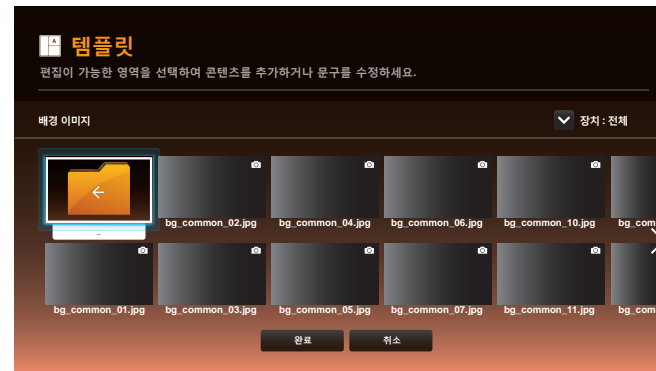 A
템플릿
편집이 가능한 영역을 선택하여 콘텐츠를 추가하거나 문구를 수정하세요.
배경 이미지
장치 : 전체
bg_common_02.jpg
bg_common_04.jpg
bg_common_06.jpg
bg_common_10.jpg
bg_com
..
bg_common_01.jpg
bg_common_03.jpg
bg_common_05.jpg
bg_common_07.jpg
bg_common_11.jpg
bg_com
완료
취소